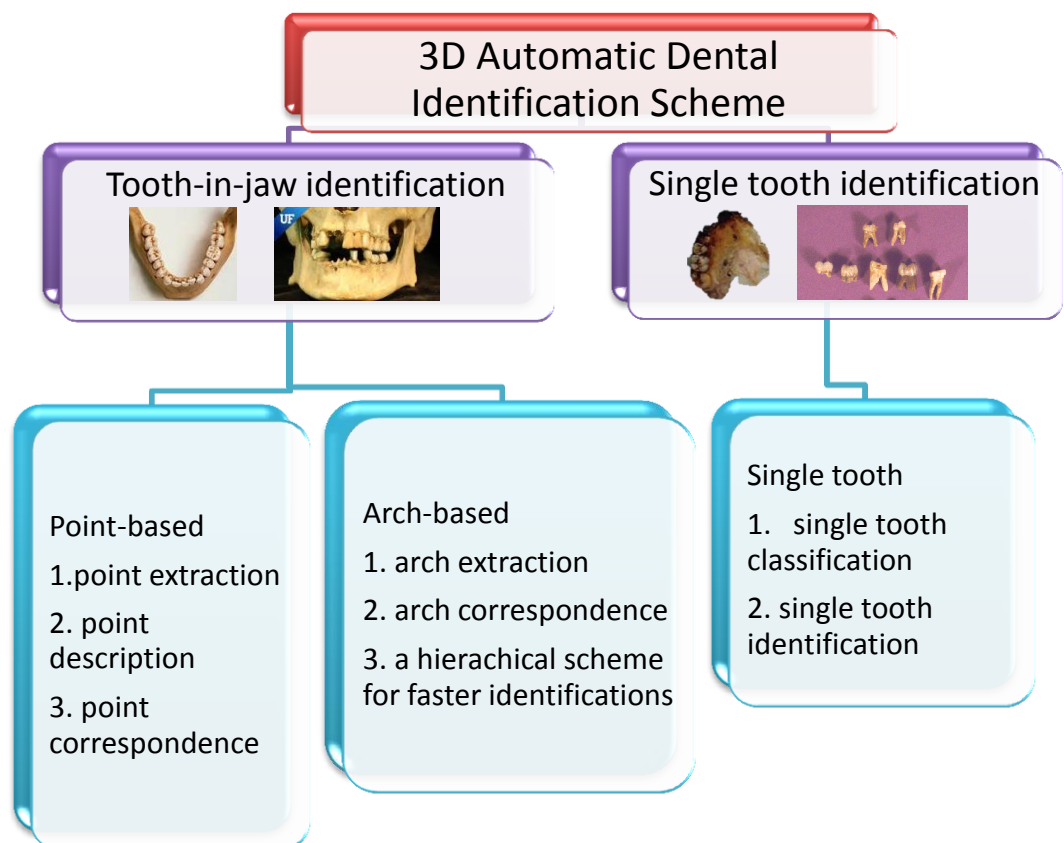 3D Automatic Dental
Identification Scheme
Tooth-in-jaw identification
UF
Single tooth identification
Point-based
1.point extraction
2. point
description
3. point
correspondence
Arch-based
1. arch extraction
2. arch correspondence
3. a hierachical scheme
for faster identifications
Single tooth
1. single tooth
classification
2. single tooth
identification